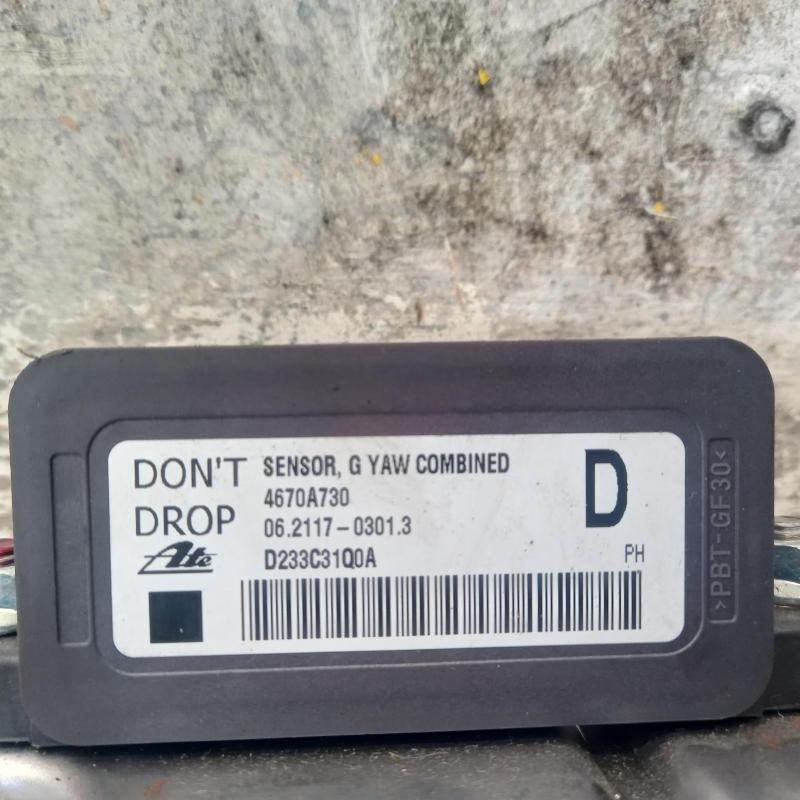 DON'T DROP
SENSOR, G YAW COMBINED
4670A730
06.2117-0301.3
D233C31Q0A
D
PH
Ate
>PBT-GF30<